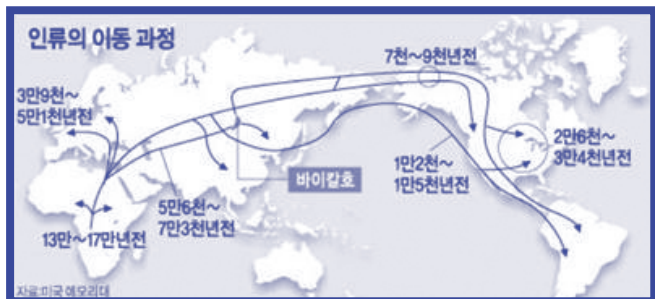 인류의 이동 과정
7천~9천년전
3만9천~
5만1천년전
2만6천~
3만4천년전
1만2천~
1만5천년전
바이칼호
5만6천~
7만3천년전
13만~17만년전
자료:미국 에모리대